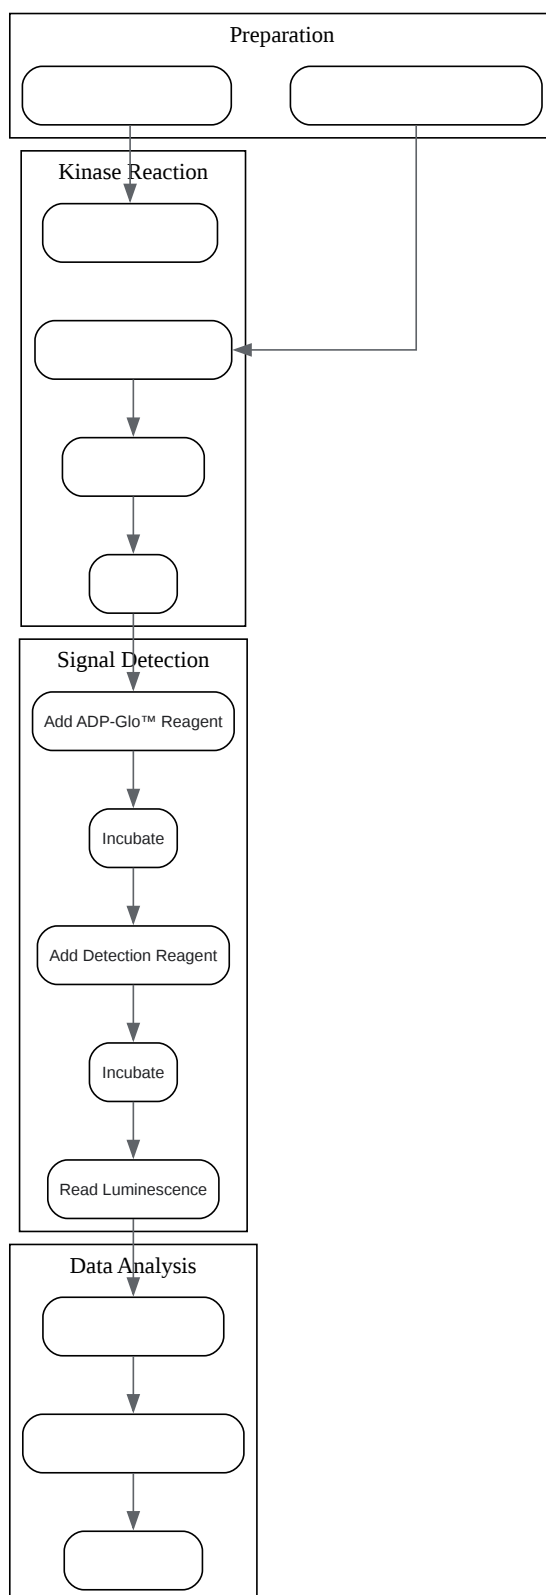 Preparation
Kinase Reaction
Signal Detection
Add ADP-Glo™ Reagent
Incubate
Add Detection Reagent
Incubate
Read Luminescence
Data Analysis